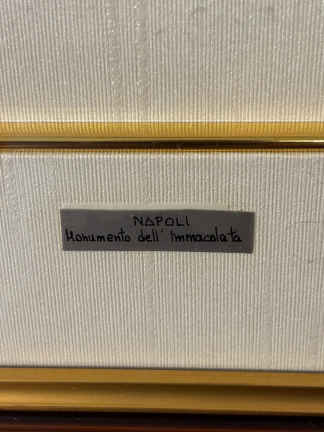 NAPOLI
Monumento dell' Immacolata